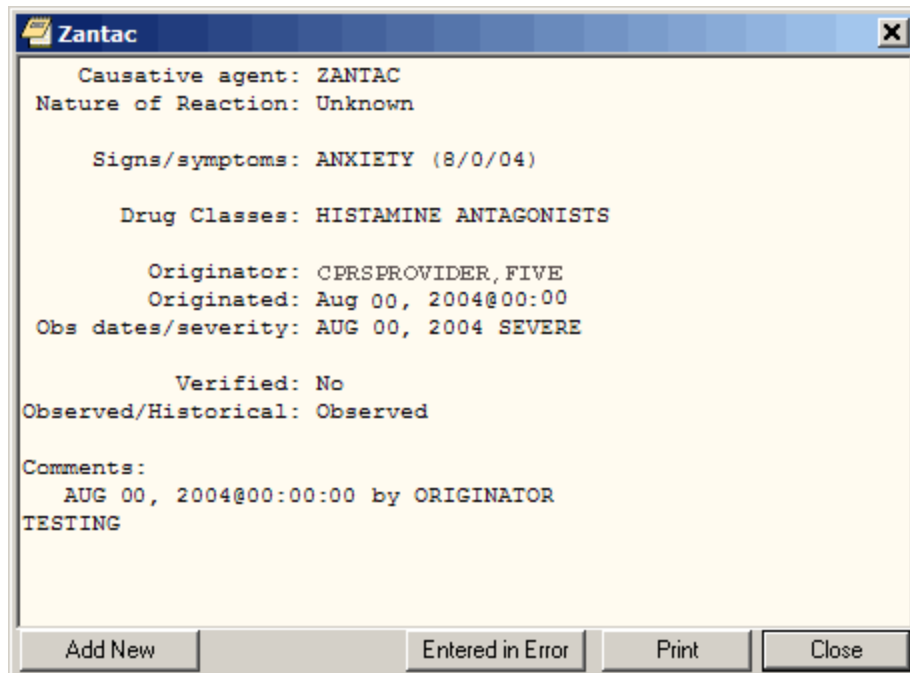 Zantac
Causative agent: ZANTAC
Nature of Reaction: Unknown
Signs/symptoms: ANXIETY (8/0/04)
Drug Classes: HISTAMINE ANTAGONISTS
Originator: CPRSPROVIDER,FIVE
Originated: Aug 00, 2004@00:00
Obs dates/severity: AUG 00, 2004 SEVERE
Verified: No
Observed/Historical: Observed
Comments:
AUG 00, 2004@00:00:00 by ORIGINATOR
TESTING
Add New Entered in Error Print Close